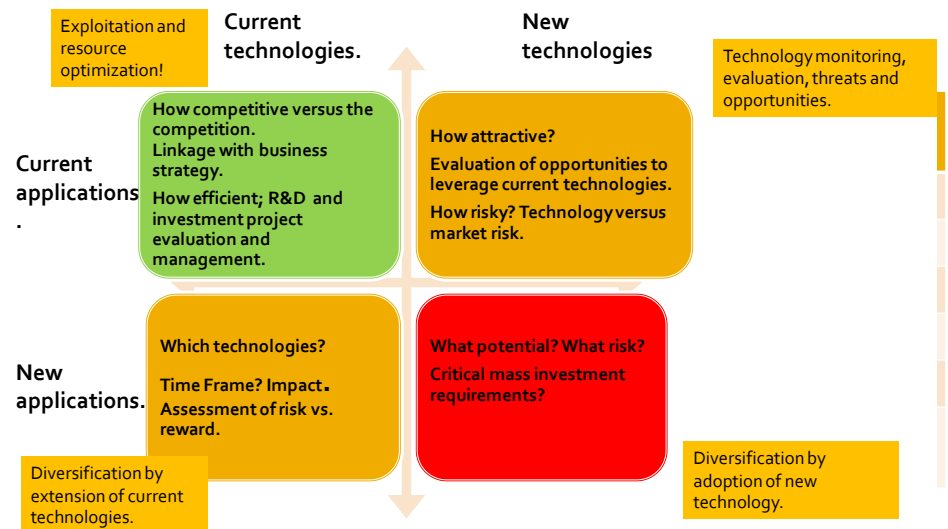 Exploitation and
resource
optimization!
Current
technologies.
New
technologies
Technology monitoring,
evaluation, threats and
opportunities.
Current
applications
.
How competitive versus the
competition.
Linkage with business
strategy.
How efficient; R&D and
investment project
evaluation and
management.
How attractive?
Evaluation of opportunities to
leverage current technologies.
How risky? Technology versus
market risk.
New
applications.
Which technologies?
Time Frame? Impact.
Assessment of risk vs.
reward.
What potential? What risk?
Critical mass investment
requirements?
Diversification by
extension of current
technologies.
Diversification by
adoption of new
technology.